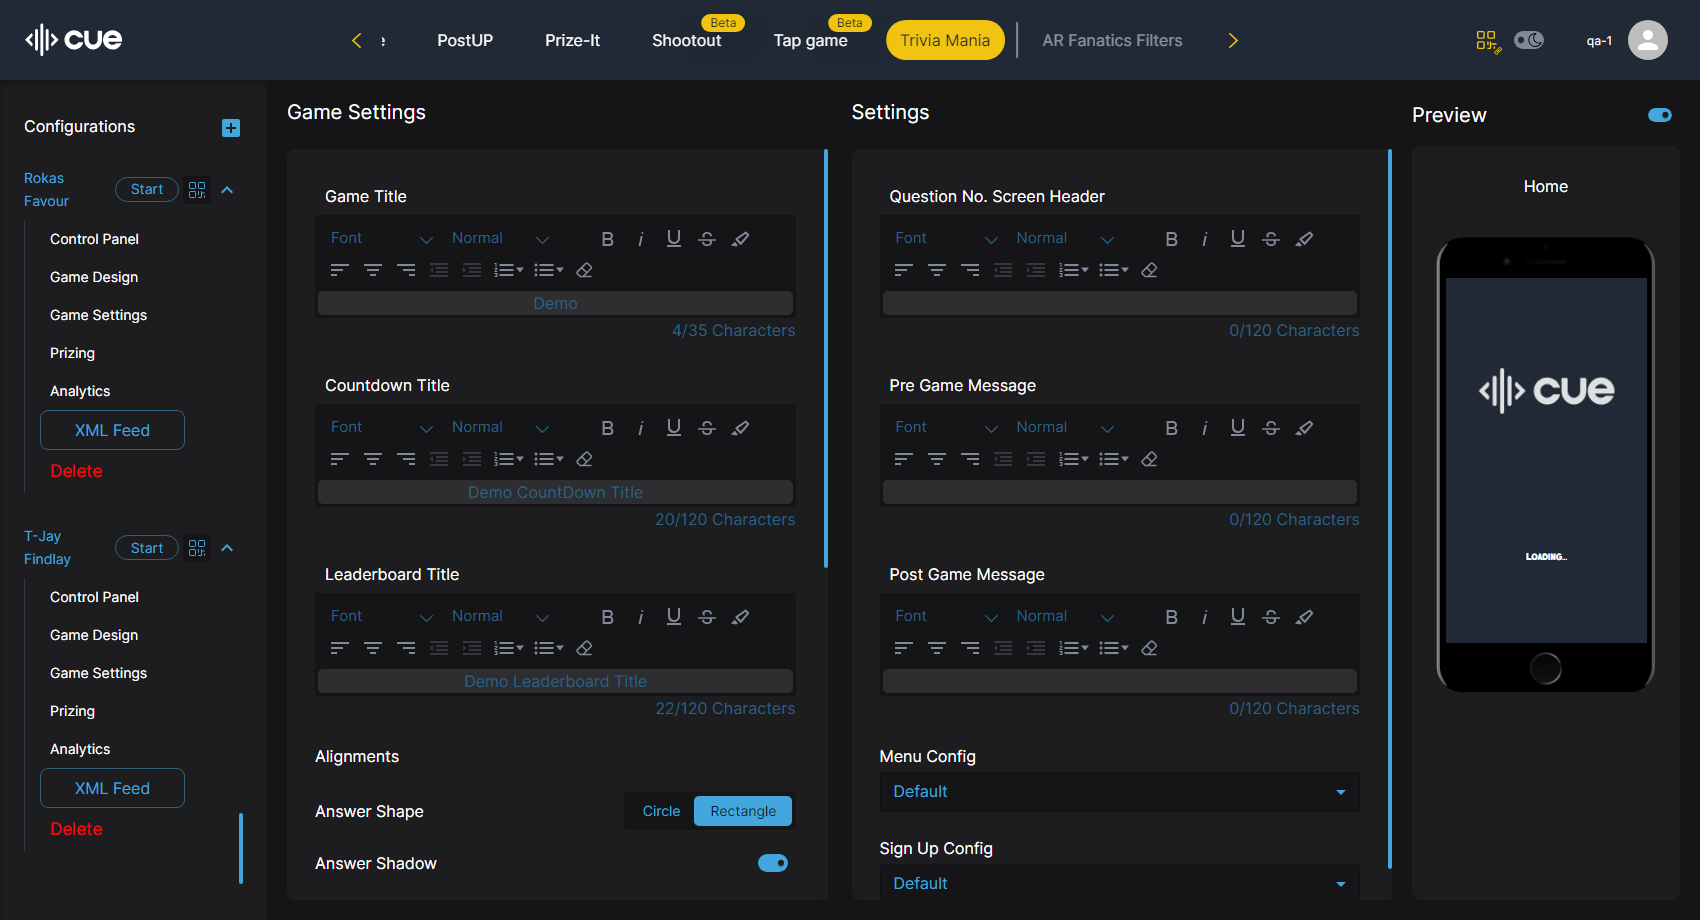 cue
e
PostUP
Prize-It
Beta
Shootout
Beta
Tap game
Trivia Mania
AR Fanatics Filters
qa-1
Configurations
Rokas
Favour
Start
Control Panel
Game Design
Game Settings
Prizing
Analytics
XML Feed
Delete
T-Jay
Findlay
Start
Control Panel
Game Design
Game Settings
Prizing
Analytics
XML Feed
Delete
Game Settings
Game Title
Font Normal B i U S
Demo
4/35 Characters
Countdown Title
Font Normal B i U S
Demo CountDown Title
20/120 Characters
Leaderboard Title
Font Normal B i U S
Demo Leaderboard Title
22/120 Characters
Alignments
Answer Shape
Circle
Rectangle
Answer Shadow
Settings
Question No. Screen Header
Font Normal B i U S
0/120 Characters
Pre Game Message
Font Normal B i U S
0/120 Characters
Post Game Message
Font Normal B i U S
0/120 Characters
Menu Config
Default
Sign Up Config
Default
Preview
Home
cue
LOADING...